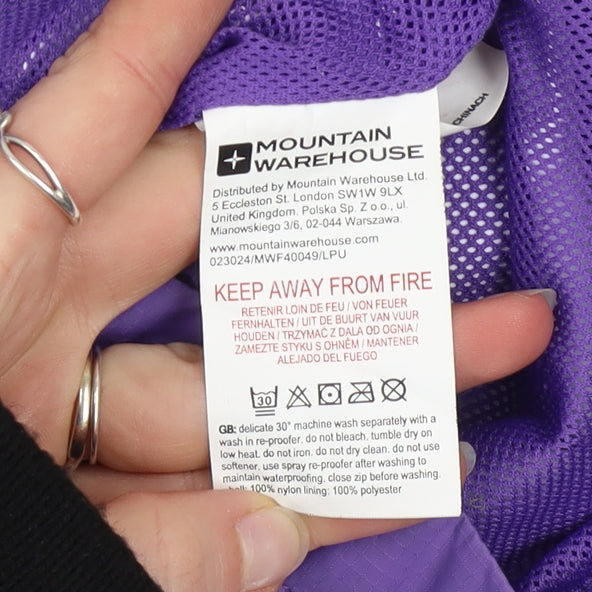 MOUNTAIN
WAREHOUSE
Distributed by Mountain Warehouse Ltd.
5 Eccleston St. London SW1W 9LX
United Kingdom. Polska Sp. Z o.o., ul.
Mianowskiego 3/6, 02-044 Warszawa.
www.mountainwarehouse.com
023024/MWF40049/LPU
KEEP AWAY FROM FIRE
RETENIR LOIN DE FEU / VON FEUER
FERNHALTEN / UIT DE BUURT VAN VUUR
HOUDEN / TRZYMAĆ Z DALA OD OGNIA /
ZAMEZTE STYKU S OHNĚM / MANTENER
ALEJADO DEL FUEGO
30
GB: delicate 30° machine wash separately with a
wash in re-proofer. do not bleach. tumble dry on
low heat. do not iron. do not dry clean. do not use
softener. use spray re-proofer after washing to
maintain waterproofing. close zip before washing.
100% nylon lining: 100% polyester